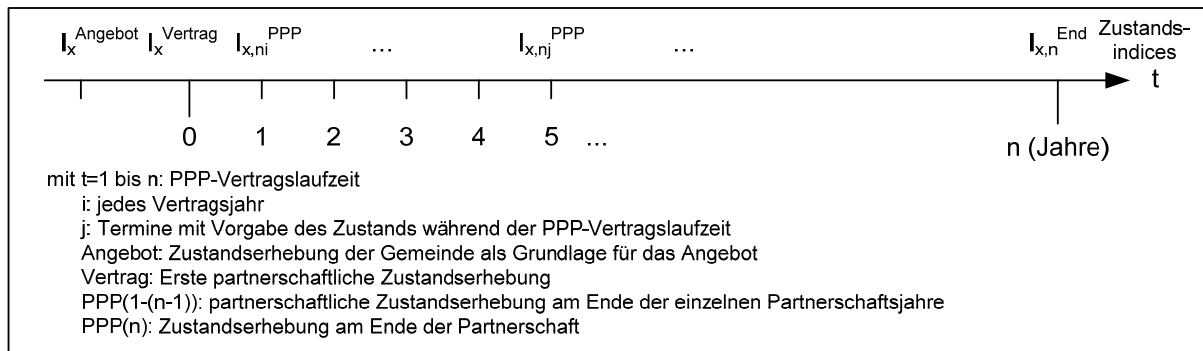 I_x^Angebot I_x^Vertrag I_x,ni^PPP ... I_x,nj^PPP ... I_x,n^End Zustands-
indices
t
0 1 2 3 4 5 ... n (Jahre)
mit t=1 bis n: PPP-Vertragslaufzeit
i: jedes Vertragsjahr
j: Termine mit Vorgabe des Zustands während der PPP-Vertragslaufzeit
Angebot: Zustandserhebung der Gemeinde als Grundlage für das Angebot
Vertrag: Erste partnerschaftliche Zustandserhebung
PPP(1-(n-1)): partnerschaftliche Zustandserhebung am Ende der einzelnen Partnerschaftsjahre
PPP(n): Zustandserhebung am Ende der Partnerschaft